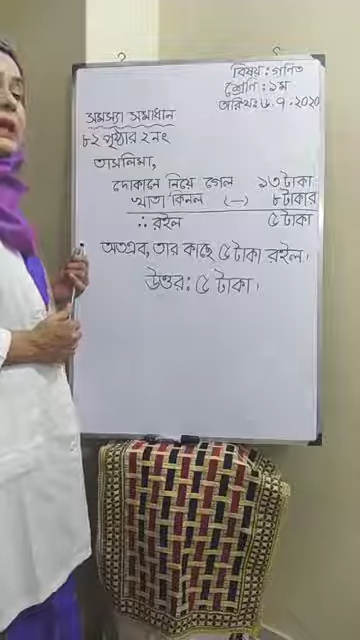 বিষয়ঃ গণিত
শ্রেণিঃ ১ম
তারিখঃ ৬.৭.২০২০
সমস্যা সমাধান
৮২ পৃষ্ঠার ২নং
তাসলিমা,
দোকানে নিয়ে গেল ১৩ টাকা
খাতা কিনল (—) ৮ টাকার
∴ রইল ৫ টাকা
অতএব, তার কাছে ৫ টাকা রইল।
উত্তর: ৫ টাকা।